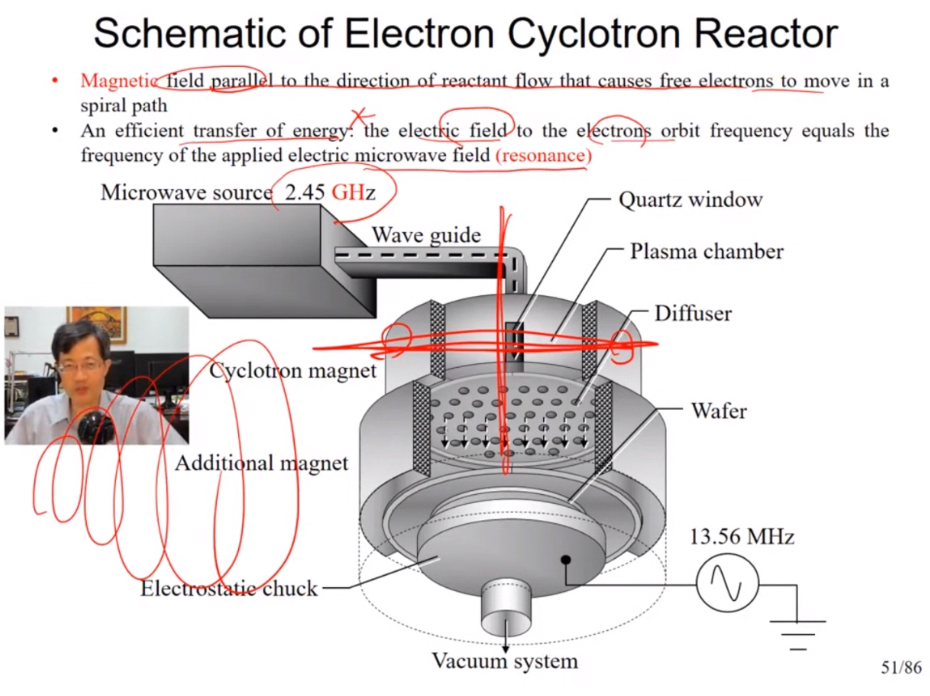 Schematic of Electron Cyclotron Reactor
• Magnetic field parallel to the direction of reactant flow that causes free electrons to move in a
spiral path
• An efficient transfer of energy: the electric field to the electrons orbit frequency equals the
frequency of the applied electric microwave field (resonance)
Microwave source 2.45 GHz
Quartz window
Wave guide
Plasma chamber
Diffuser
Cyclotron magnet
Wafer
Additional magnet
13.56 MHz
Electrostatic chuck
Vacuum system
51/86